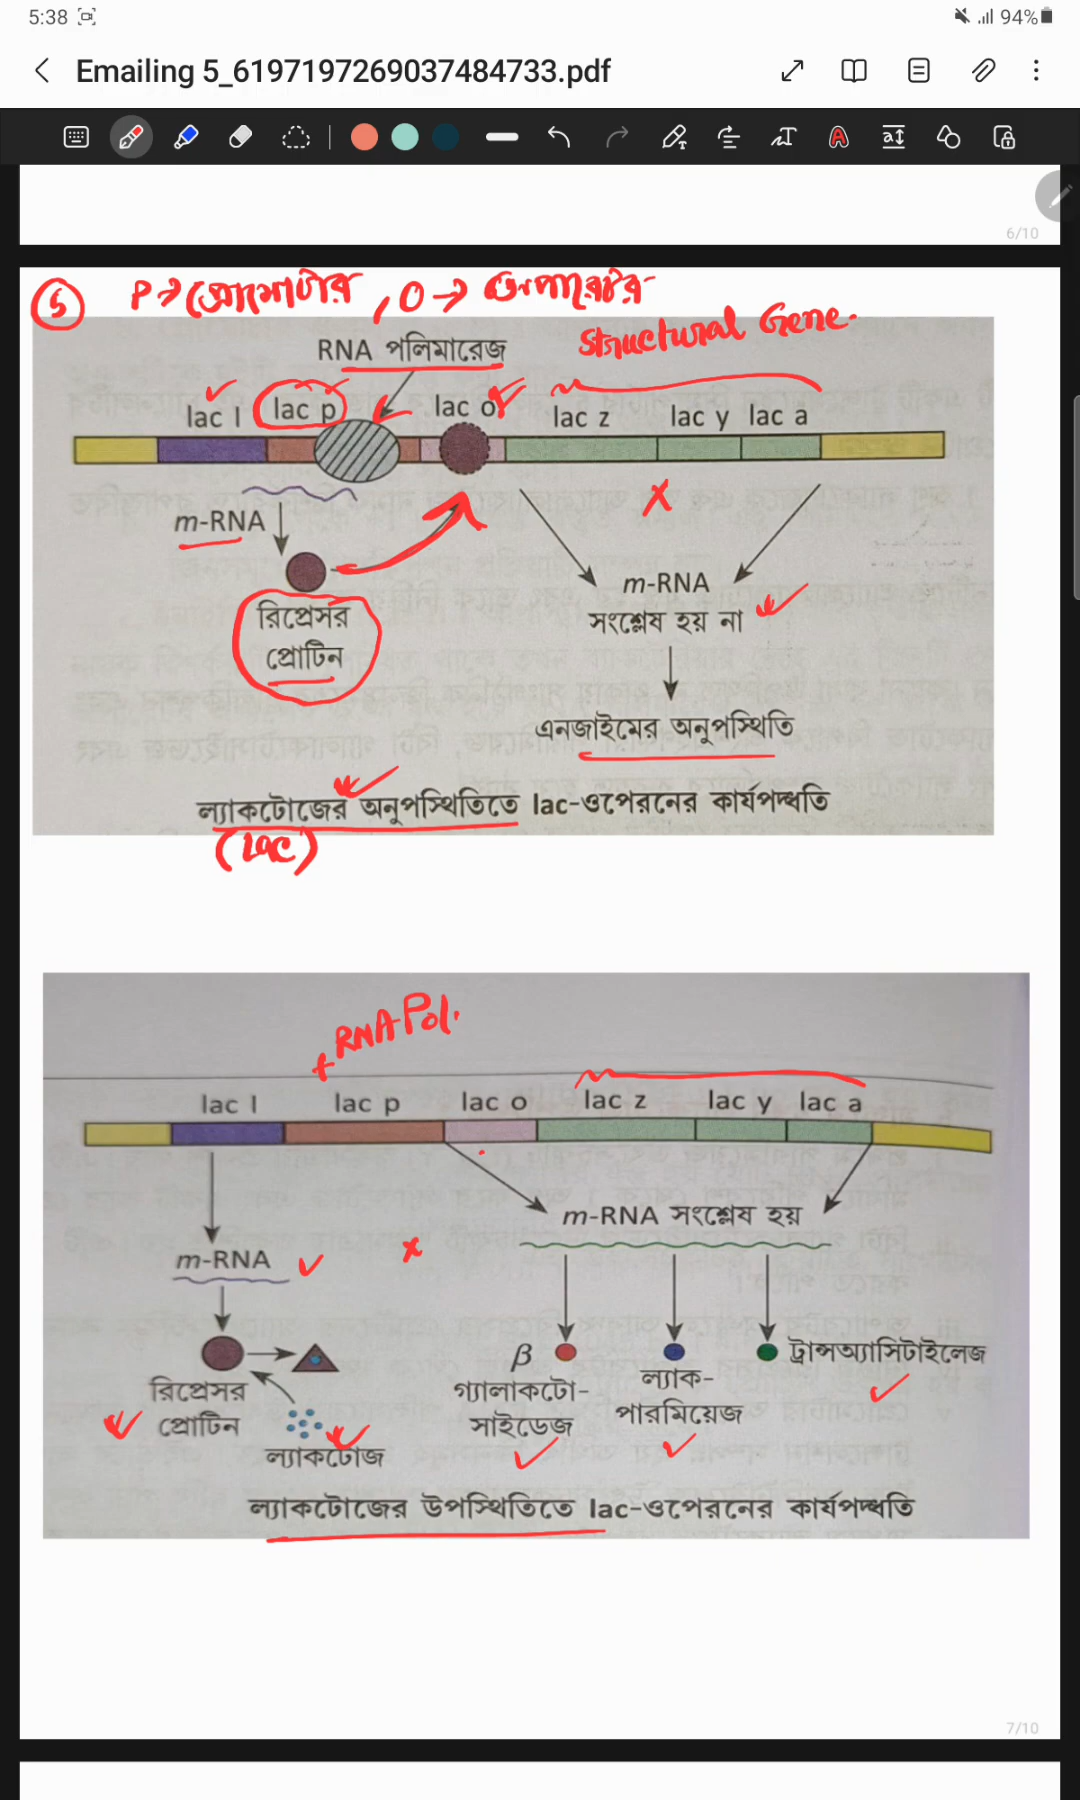 5:38
94%
Emailing 5_6197197269037484733.pdf
6/10
5 P→ প্রোমোটার , O → অপারেটর
Structural Gene.
RNA পলিমারেজ
lac I lac p lac o lac z lac y lac a
m-RNA
m-RNA
সংশ্লেষ হয় না
রিপ্রেসর
প্রোটিন
এনজাইমের অনুপস্থিতি
ল্যাকটোজের অনুপস্থিতিতে lac-ওপেরনের কার্যপদ্ধতি
(Lac)
+ RNA Pol.
lac I lac p lac o lac z lac y lac a
m-RNA সংশ্লেষ হয়
m-RNA
রিপ্রেসর
প্রোটিন
ল্যাকটোজ
β
গ্যালাকটো-
সাইডেজ
ল্যাক-
পারমিয়েজ
ট্রান্সঅ্যাসিটাইলেজ
ল্যাকটোজের উপস্থিতিতে lac-ওপেরনের কার্যপদ্ধতি
7/10